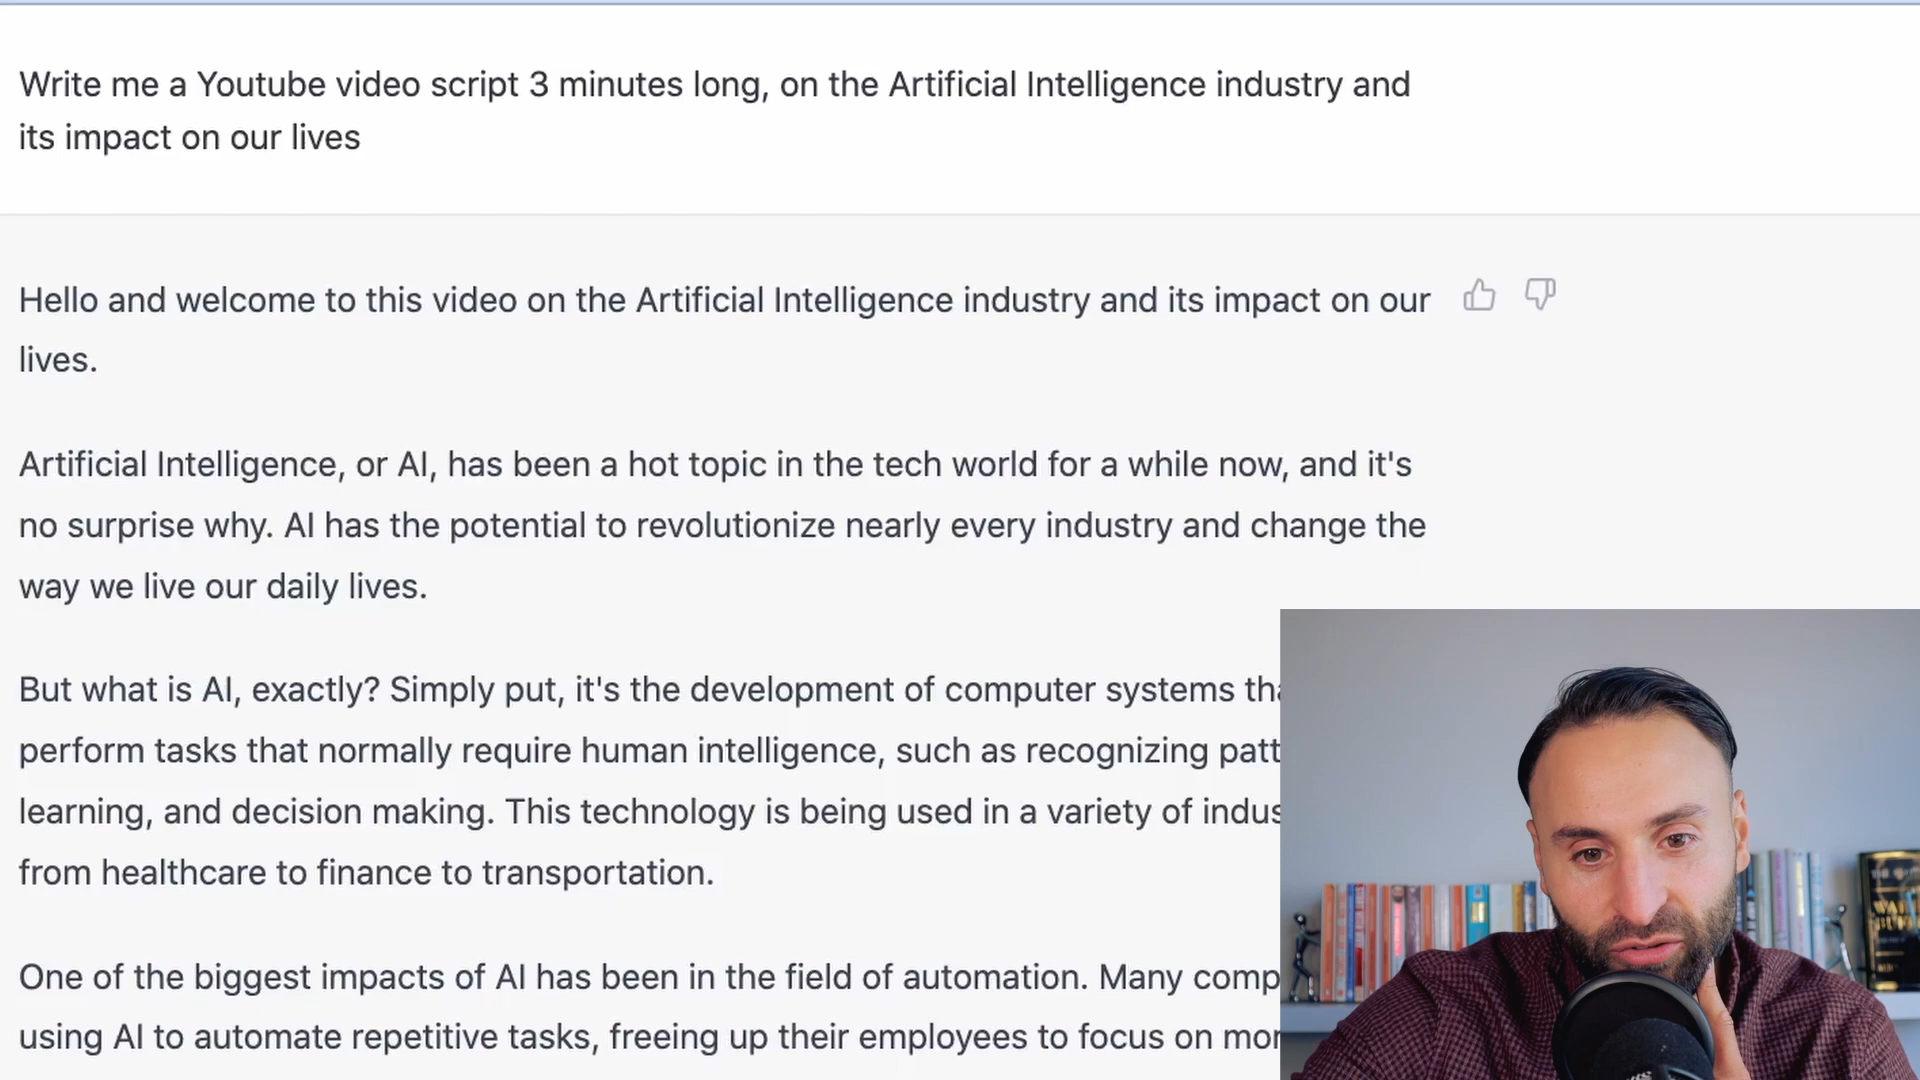 Write me a Youtube video script 3 minutes long, on the Artificial Intelligence industry and
its impact on our lives
Hello and welcome to this video on the Artificial Intelligence industry and its impact on our
lives.
Artificial Intelligence, or AI, has been a hot topic in the tech world for a while now, and it's
no surprise why. AI has the potential to revolutionize nearly every industry and change the
way we live our daily lives.
But what is AI, exactly? Simply put, it's the development of computer systems
perform tasks that normally require human intelligence, such as recognizing
learning, and decision making. This technology is being used in a variety of
from healthcare to finance to transportation.
One of the biggest impacts of AI has been in the field of automation. Many
using AI to automate repetitive tasks, freeing up their employees to focus on